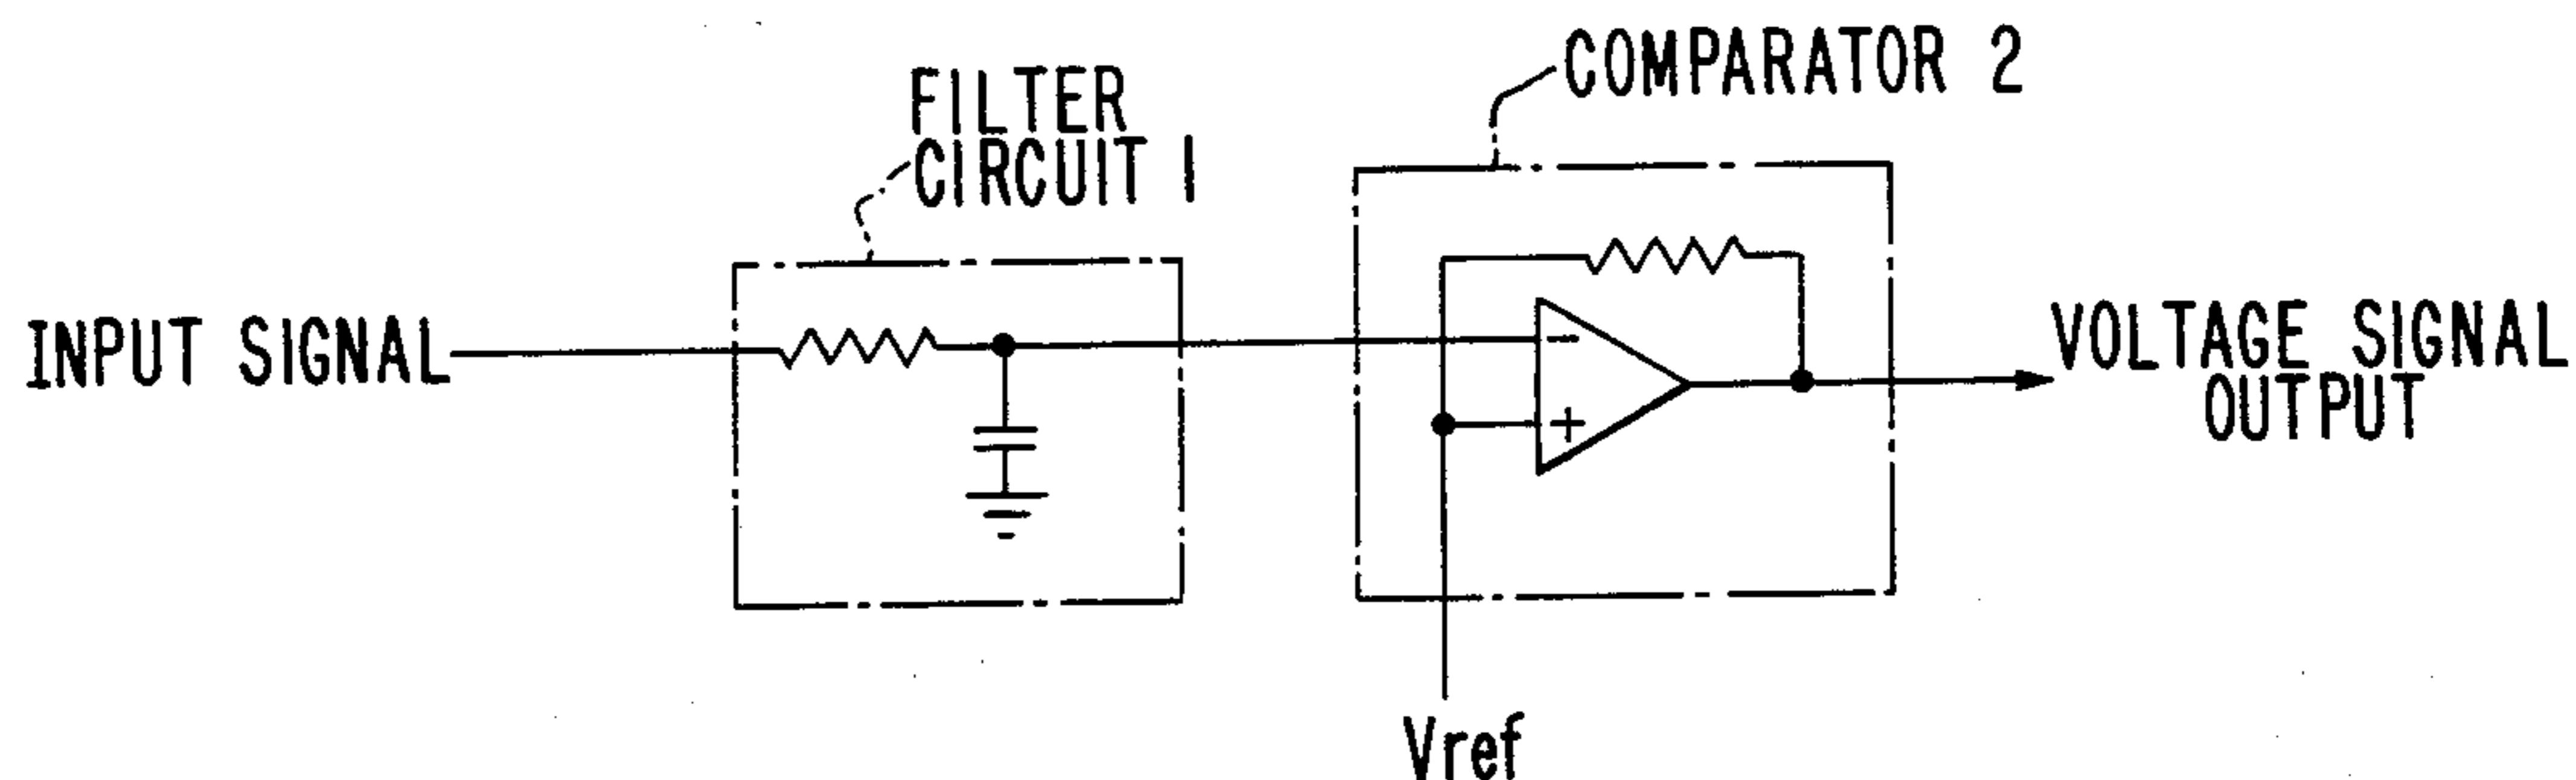 FILTER
CIRCUIT 1
COMPARATOR 2
INPUT SIGNAL
-
+
VOLTAGE SIGNAL
OUTPUT
Vref